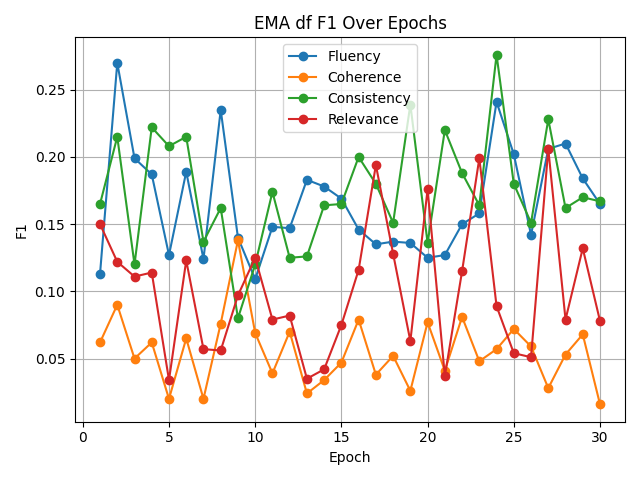 EMA df F1 Over Epochs
Fluency
Coherence
Consistency
Relevance
F1
0.25
0.20
0.15
0.10
0.05
0 5 10 15 20 25 30
Epoch